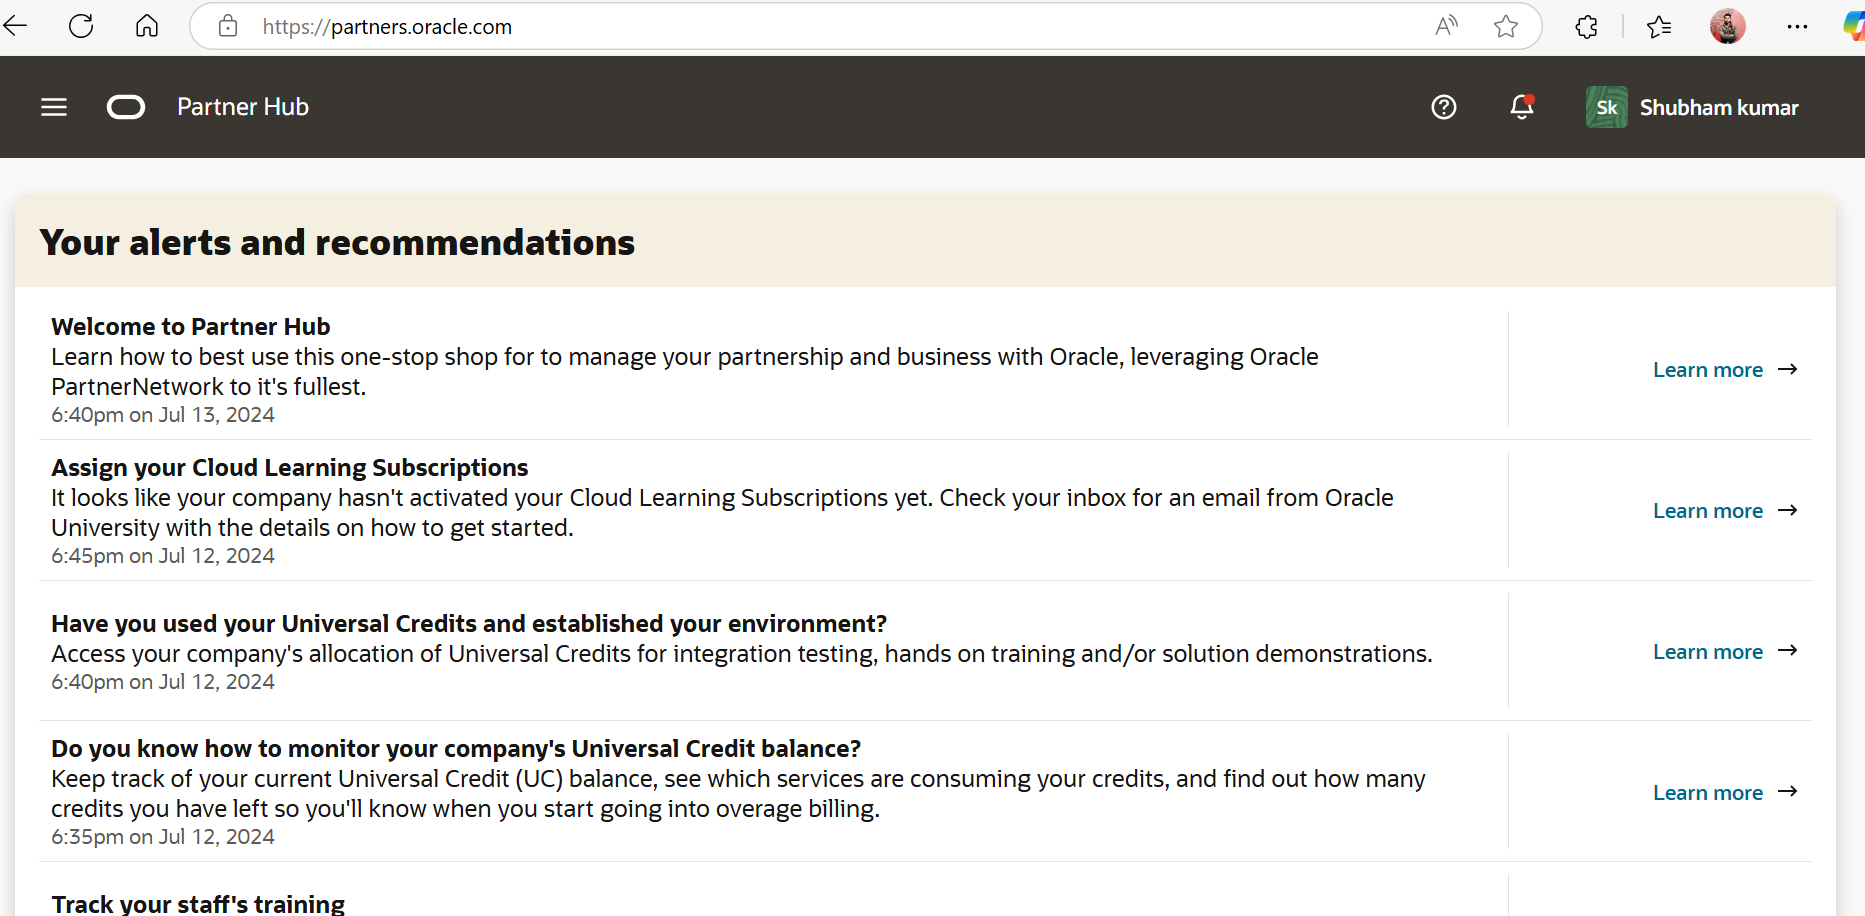 https://partners.oracle.com
Partner Hub
Sk
Shubham kumar
Your alerts and recommendations
Welcome to Partner Hub
Learn how to best use this one-stop shop for to manage your partnership and business with Oracle, leveraging Oracle
PartnerNetwork to it's fullest.
6:40pm on Jul 13, 2024
Learn more
Assign your Cloud Learning Subscriptions
It looks like your company hasn't activated your Cloud Learning Subscriptions yet. Check your inbox for an email from Oracle
University with the details on how to get started.
6:45pm on Jul 12, 2024
Learn more
Have you used your Universal Credits and established your environment?
Access your company's allocation of Universal Credits for integration testing, hands on training and/or solution demonstrations.
6:40pm on Jul 12, 2024
Learn more
Do you know how to monitor your company's Universal Credit balance?
Keep track of your current Universal Credit (UC) balance, see which services are consuming your credits, and find out how many
credits you have left so you'll know when you start going into overage billing.
6:35pm on Jul 12, 2024
Learn more
Track your staff's training